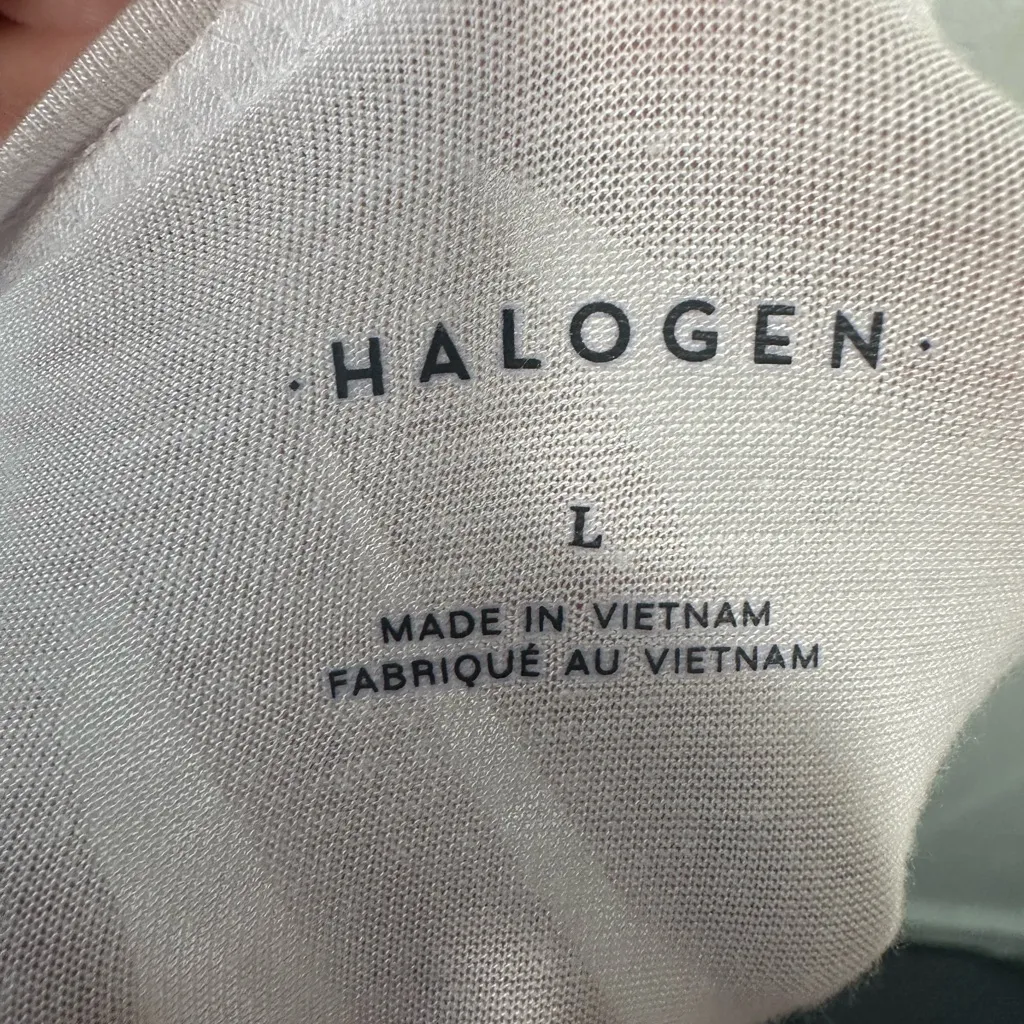 · HALOGEN ·
L
MADE IN VIETNAM
FABRIQUÉ AU VIETNAM